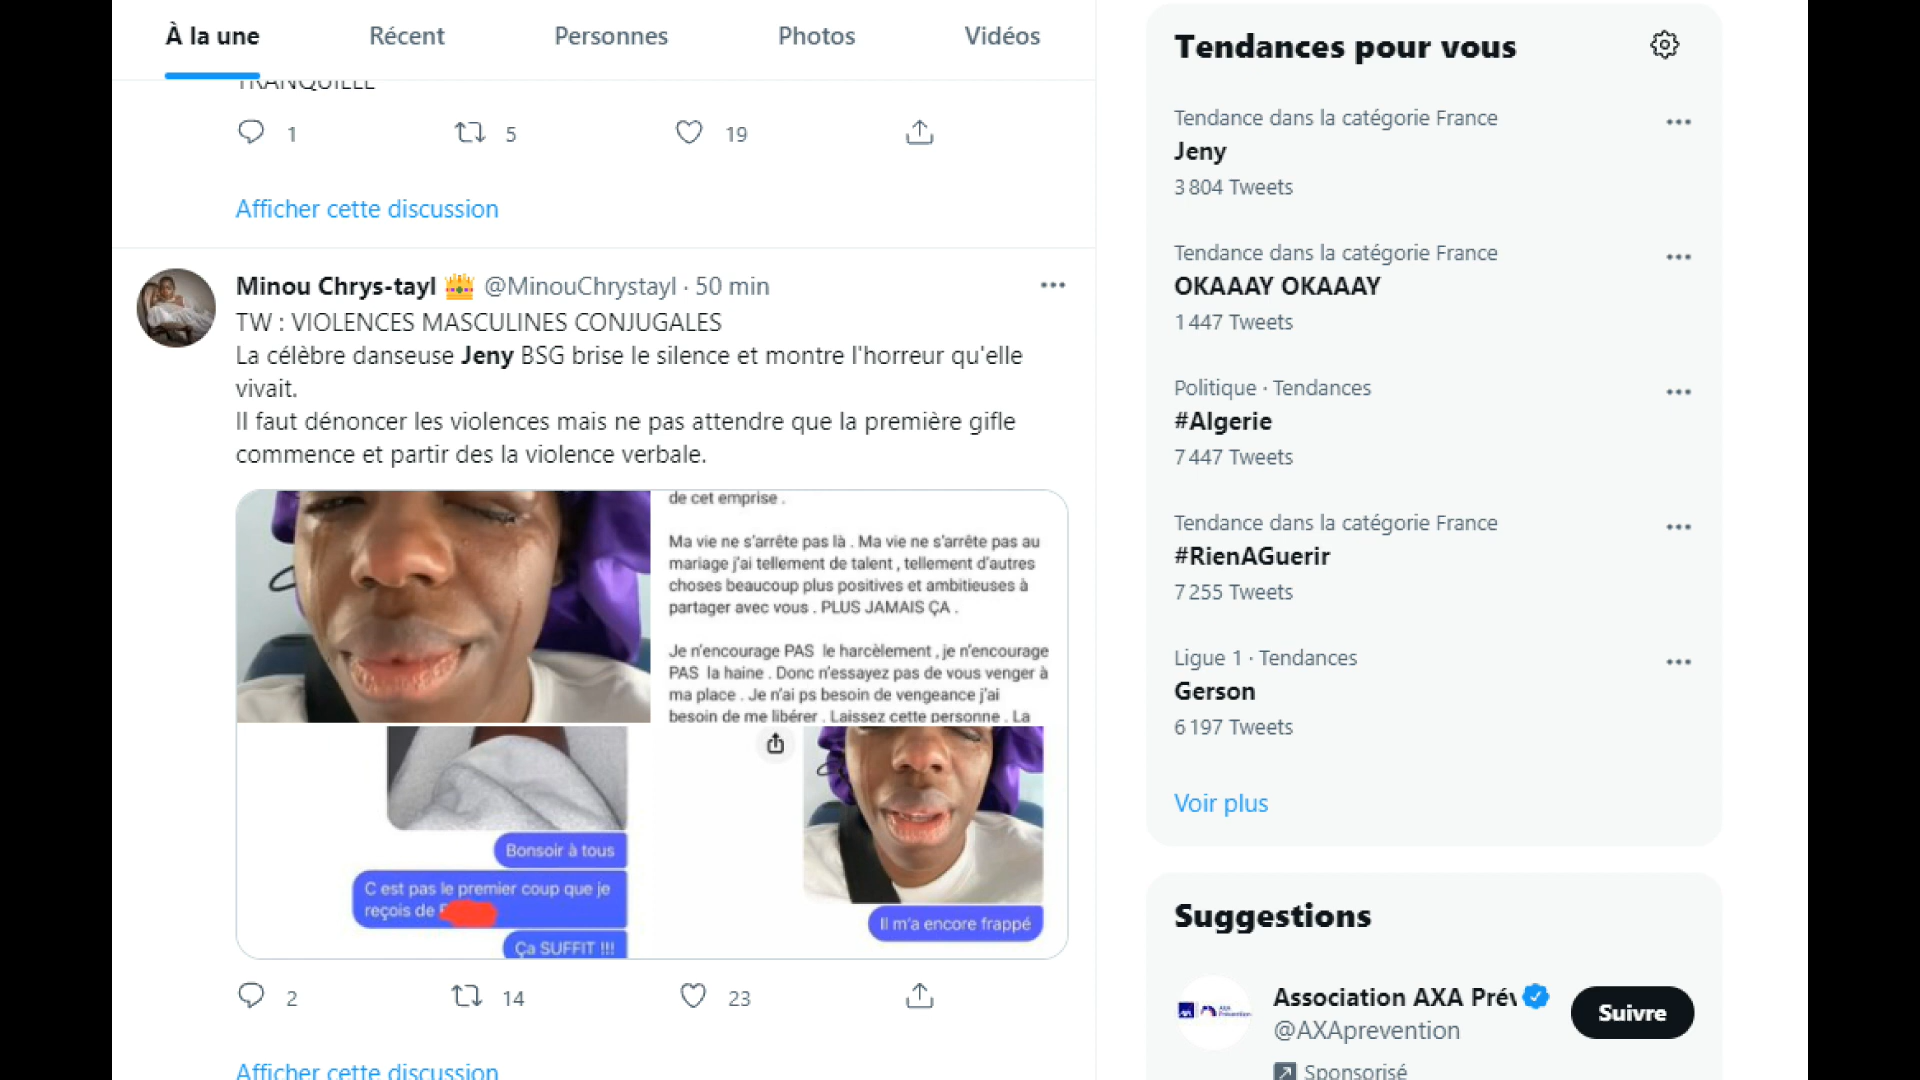 À la une
Récent
Personnes
Photos
Vidéos
TRANQUILLE
1
5
19
Afficher cette discussion
Minou Chrys-tayl 👑 @MinouChrystayl · 50 min
TW : VIOLENCES MASCULINES CONJUGALES
La célèbre danseuse Jeny BSG brise le silence et montre l'horreur qu'elle
vivait.
Il faut dénoncer les violences mais ne pas attendre que la première gifle
commence et partir des la violence verbale.
de cet emprise .
Ma vie ne s'arrête pas là . Ma vie ne s'arrête pas au
mariage j'ai tellement de talent , tellement d'autres
choses beaucoup plus positives et ambitieuses à
partager avec vous . PLUS JAMAIS ÇA .
Je n'encourage PAS le harcèlement , je n'encourage
PAS la haine . Donc n'essayez pas de vous venger à
ma place . Je n'ai ps besoin de vengeance j'ai
besoin de me libérer . Laissez cette personne . La
Bonsoir à tous
C est pas le premier coup que je
reçois de
Ça SUFFIT !!!
Il m'a encore frappé
2
14
23
Afficher cette discussion
Tendances pour vous
Tendance dans la catégorie France
Jeny
3 804 Tweets
Tendance dans la catégorie France
OKAAAY OKAAAY
1 447 Tweets
Politique · Tendances
#Algerie
7 447 Tweets
Tendance dans la catégorie France
#RienAGuerir
7 255 Tweets
Ligue 1 · Tendances
Gerson
6 197 Tweets
Voir plus
Suggestions
Association AXA Prév
@AXAprevention
Suivre
Sponsorisé